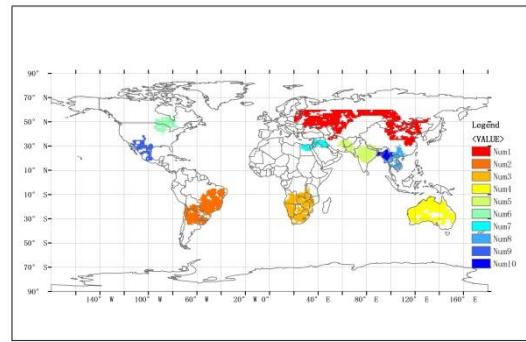 90° N
70° N
50° N
30° N
10° N
10° S
30° S
50° S
70° S
90° S
140° W 100° W 60° W 20° W 0° 40° E 80° E 120° E 160° E
Legend
<VALUE>
Num1
Num2
Num3
Num4
Num5
Num6
Num7
Num8
Num9
Num10